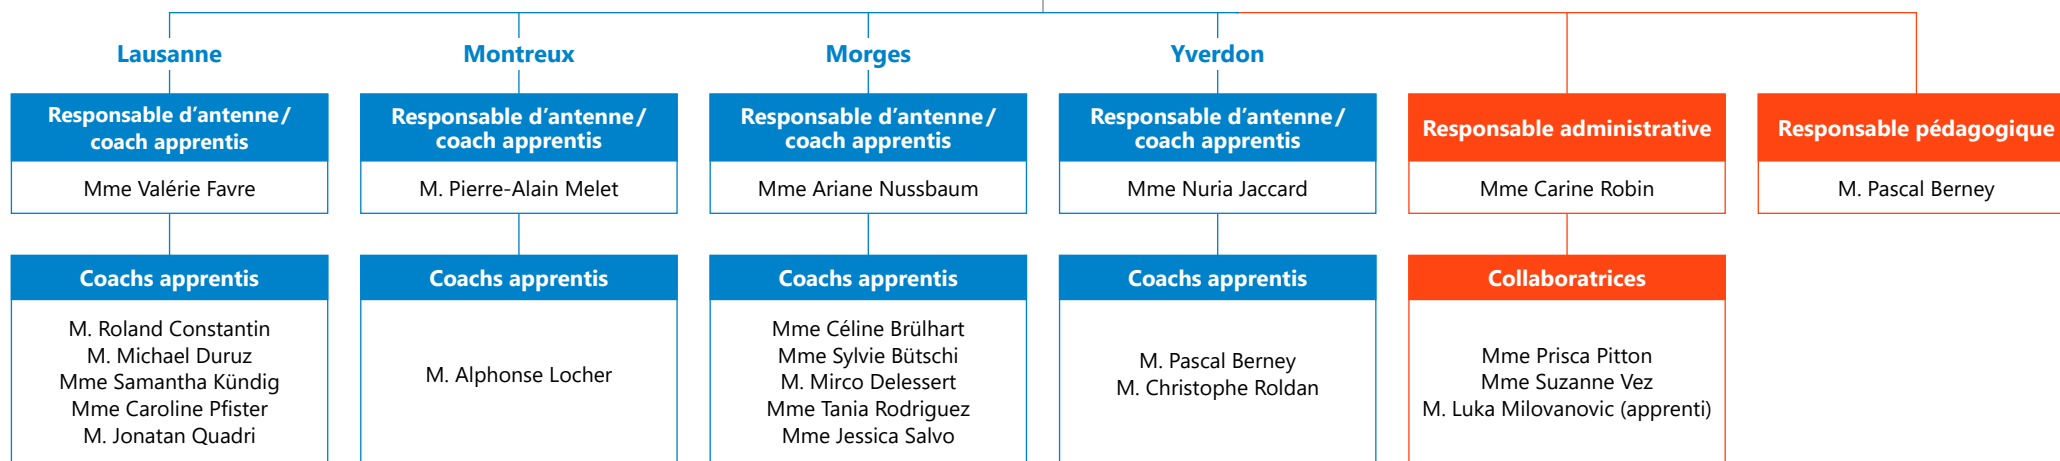 Lausanne
Responsable d'antenne/
coach apprentis
Mme Valérie Favre
Coachs apprentis
M. Roland Constantin
M. Michael Duruz
Mme Samantha Kündig
Mme Caroline Pfister
M. Jonatan Quadri
Montreux
Responsable d'antenne/
coach apprentis
M. Pierre-Alain Melet
Coachs apprentis
M. Alphonse Locher
Morges
Responsable d'antenne/
coach apprentis
Mme Ariane Nussbaum
Coachs apprentis
Mme Céline Brülhart
Mme Sylvie Bütschi
M. Mirco Delessert
Mme Tania Rodriguez
Mme Jessica Salvo
Yverdon
Responsable d'antenne/
coach apprentis
Mme Nuria Jaccard
Coachs apprentis
M. Pascal Berney
M. Christophe Roldan
Responsable administrative
Mme Carine Robin
Collaboratrices
Mme Prisca Pitton
Mme Suzanne Vez
M. Luka Milovanovic (apprenti)
Responsable pédagogique
M. Pascal Berney